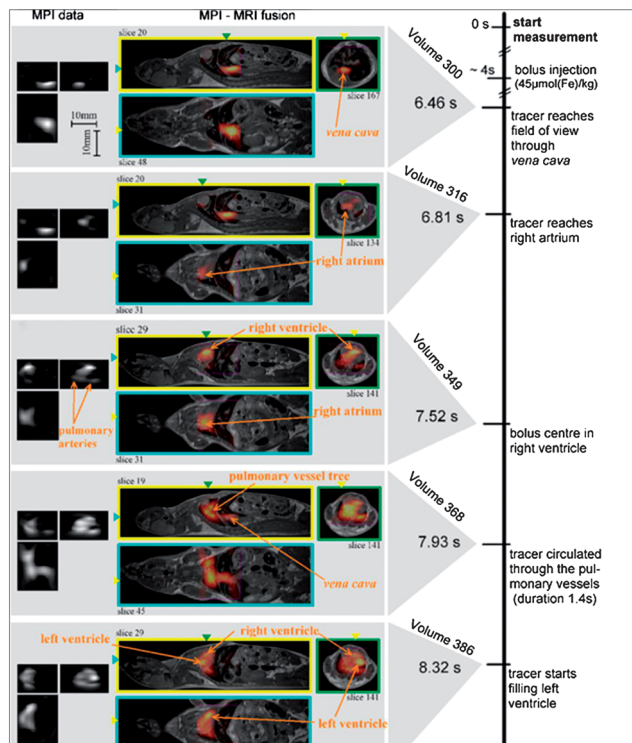 MPI data
MPI - MRI fusion
slice 20
slice 167
vena cava
10mm
10mm
slice 48
Volume 300
6.46 s
0 s
start
measurement
~ 4s
bolus injection
(45µmol(Fe)/kg)
tracer reaches
field of view
through
vena cava
slice 20
slice 134
right atrium
slice 31
Volume 316
6.81 s
tracer reaches
right artrium
slice 29
right ventricle
slice 141
right atrium
pulmonary
arteries
slice 31
Volume 349
7.52 s
bolus centre in
right ventricle
slice 19
pulmonary vessel tree
slice 141
vena cava
slice 45
Volume 368
7.93 s
tracer circulated
through the pul-
monary vessels
(duration 1.4s)
slice 29
right ventricle
left ventricle
slice 141
left ventricle
Volume 386
8.32 s
tracer starts
filling left
ventricle